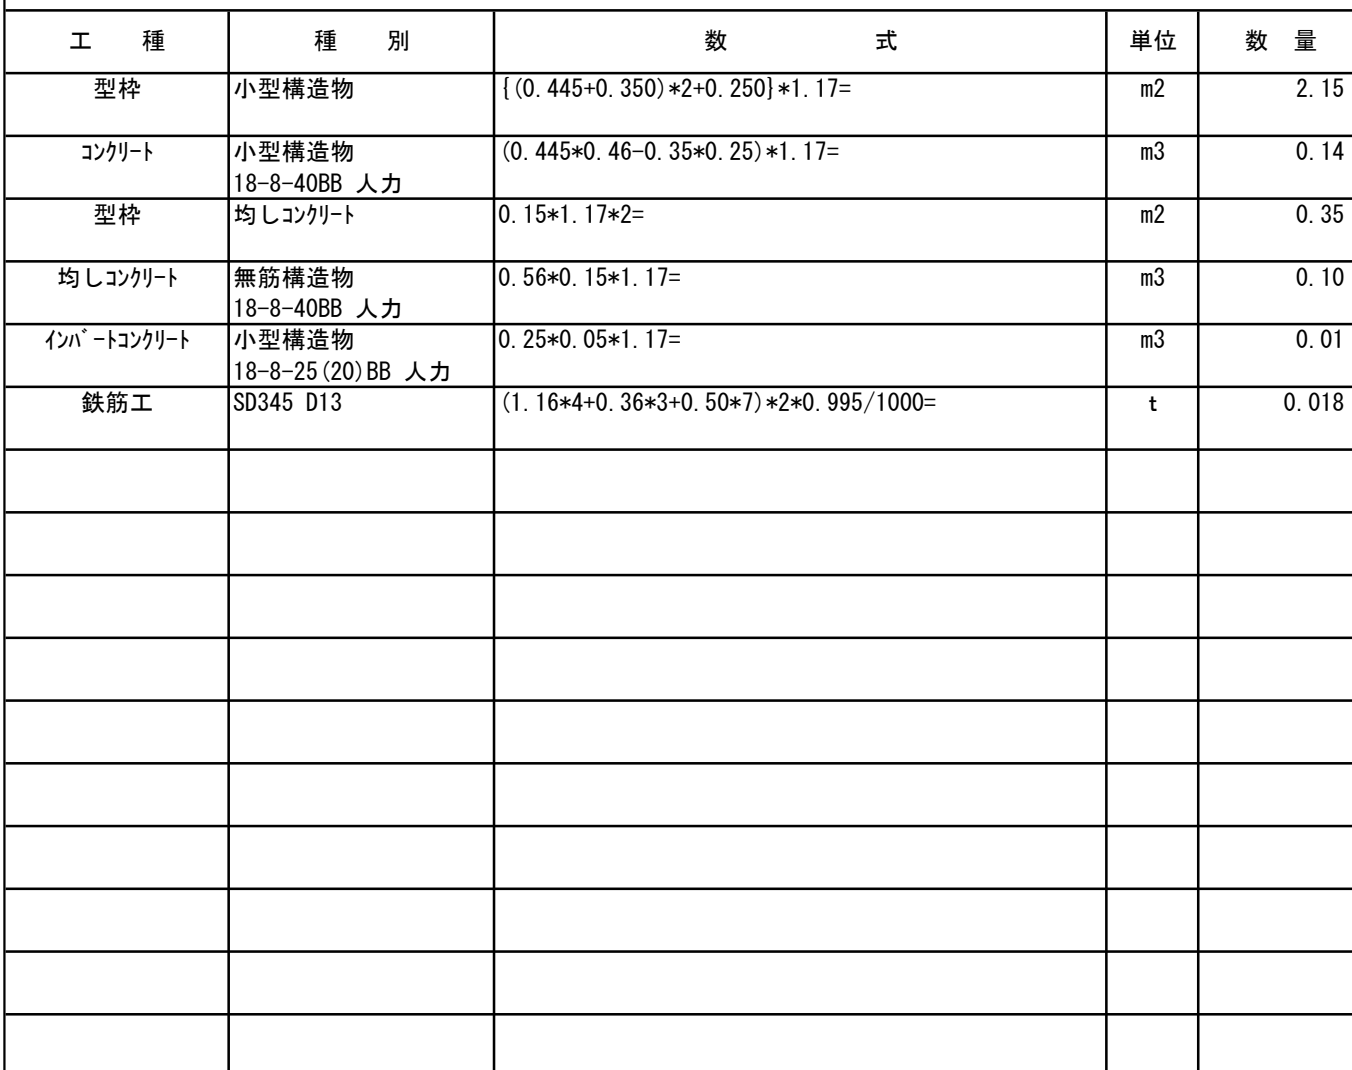 工 種 種 別 数 式 単位 数 量
型枠 小型構造物 {(0.445+0.350)*2+0.250}*1.17= m2 2.15
ｺﾝｸﾘｰﾄ 小型構造物 (0.445*0.46-0.35*0.25)*1.17= m3 0.14
18-8-40BB 人力
型枠 均しｺﾝｸﾘｰﾄ 0.15*1.17*2= m2 0.35
均しｺﾝｸﾘｰﾄ 無筋構造物 0.56*0.15*1.17= m3 0.10
18-8-40BB 人力
ｲﾝﾊﾞｰﾄｺﾝｸﾘｰﾄ 小型構造物 0.25*0.05*1.17= m3 0.01
18-8-25(20)BB 人力
鉄筋工 SD345 D13 (1.16*4+0.36*3+0.50*7)*2*0.995/1000= t 0.018